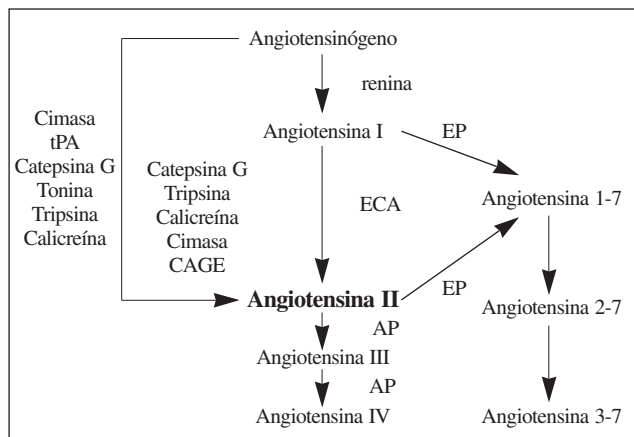 Angiotensinógeno
renina
Cimasa
tPA
Catepsina G
Tonina
Tripsina
Calicreína
Angiotensina I
EP
Catepsina G
Tripsina
Calicreína
Cimasa
CAGE
ECA
Angiotensina 1-7
Angiotensina II
EP
Angiotensina 2-7
AP
Angiotensina III
AP
Angiotensina IV
Angiotensina 3-7